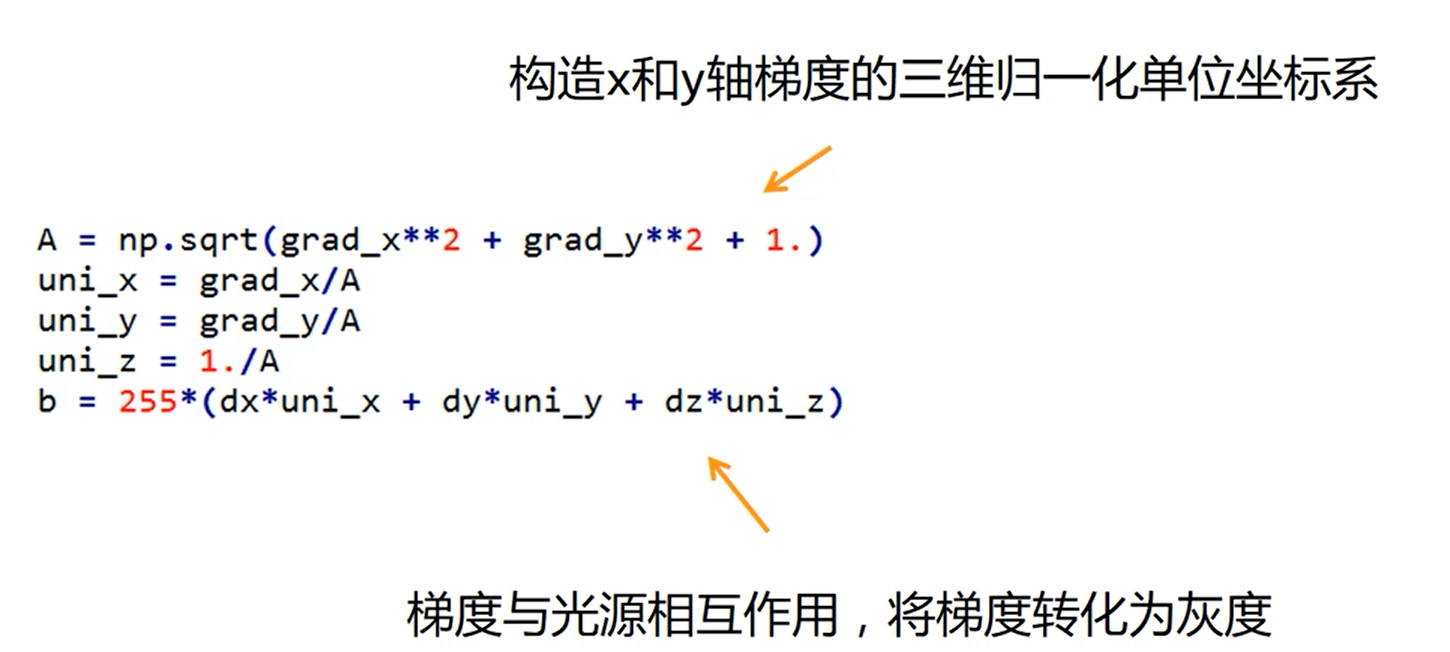 构造x和y轴梯度的三维归一化单位坐标系
A = np.sqrt(grad_x**2 + grad_y**2 + 1.)
uni_x = grad_x/A
uni_y = grad_y/A
uni_z = 1./A
b = 255*(dx*uni_x + dy*uni_y + dz*uni_z)
梯度与光源相互作用，将梯度转化为灰度